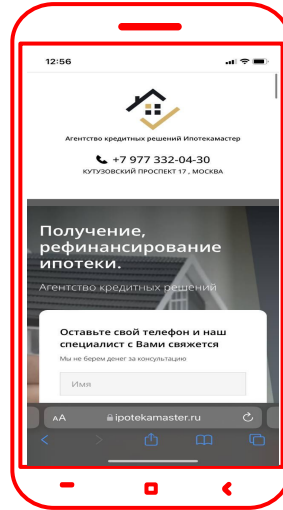 12:56
Агентство кредитных решений Ипотекамастер
+7 977 332-04-30
КУТУЗОВСКИЙ ПРОСПЕКТ 17 , МОСКВА
Получение,
рефинансирование
ипотеки.
Агентство кредитных решений
Оставьте свой телефон и наш
специалист с Вами свяжется
Мы не берем денег за консультацию
Имя
AA ipotekamaster.ru